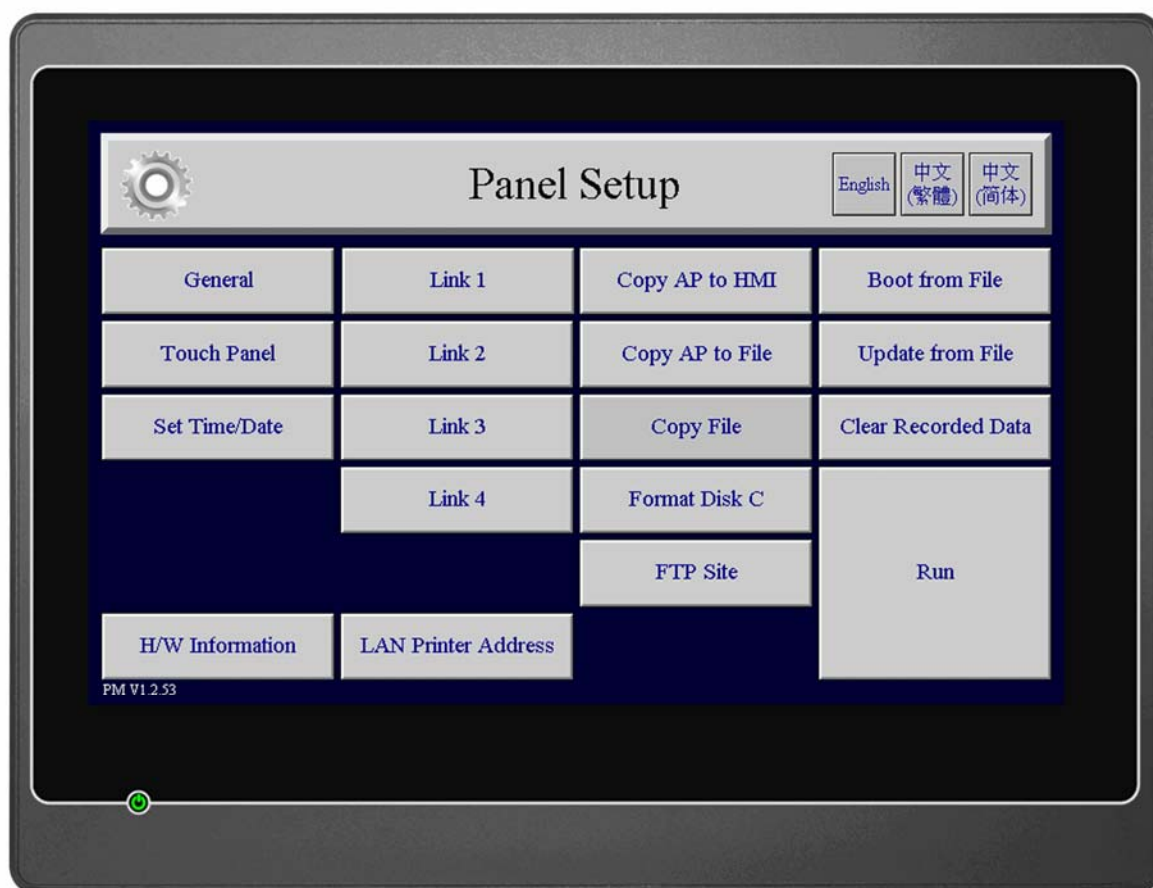 Panel Setup
English
中文
(繁體)
中文
(简体)
General
Link 1
Copy AP to HMI
Boot from File
Touch Panel
Link 2
Copy AP to File
Update from File
Set Time/Date
Link 3
Copy File
Clear Recorded Data
Link 4
Format Disk C
FTP Site
Run
H/W Information
LAN Printer Address
PM V1.2.53